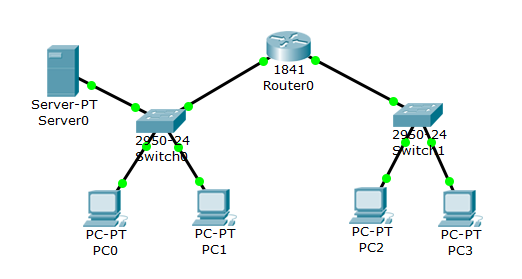 1841
Router0
Server-PT
Server0
2950-24
Switch0
2950-24
Switch1
PC-PT
PC0
PC-PT
PC1
PC-PT
PC2
PC-PT
PC3